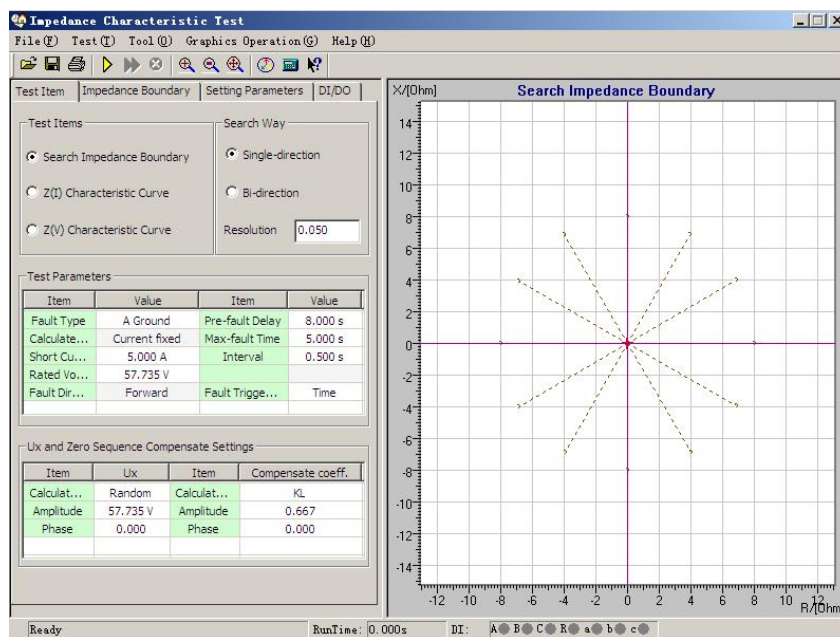 Impedance Characteristic Test
File(F) Test(T) Tool(O) Graphics Operation(G) Help(H)
Test Item Impedance Boundary Setting Parameters DI/DO
Test Items
Search Impedance Boundary
Z(I) Characteristic Curve
Z(V) Characteristic Curve
Search Way
Single-direction
Bi-direction
Resolution 0.050
Test Parameters
Item Value Item Value
Fault Type A Ground Pre-fault Delay 8.000 s
Calculate... Current fixed Max-fault Time 5.000 s
Short Cu... 5.000 A Interval 0.500 s
Rated Vo... 57.735 V
Fault Dir... Forward Fault Trigge... Time
Ux and Zero Sequence Compensate Settings
Item Ux Item Compensate coeff.
Calculat... Random Calculat... KL
Amplitude 57.735 V Amplitude 0.667
Phase 0.000 Phase 0.000
X/[Ohm] Search Impedance Boundary
14
12
10
8
6
4
2
0
-2
-4
-6
-8
-10
-12
-14
-12 -10 -8 -6 -4 -2 0 2 4 6 8 10 12
R/[Ohm]
Ready RunTime: 0.000s DI: A B C R a b c